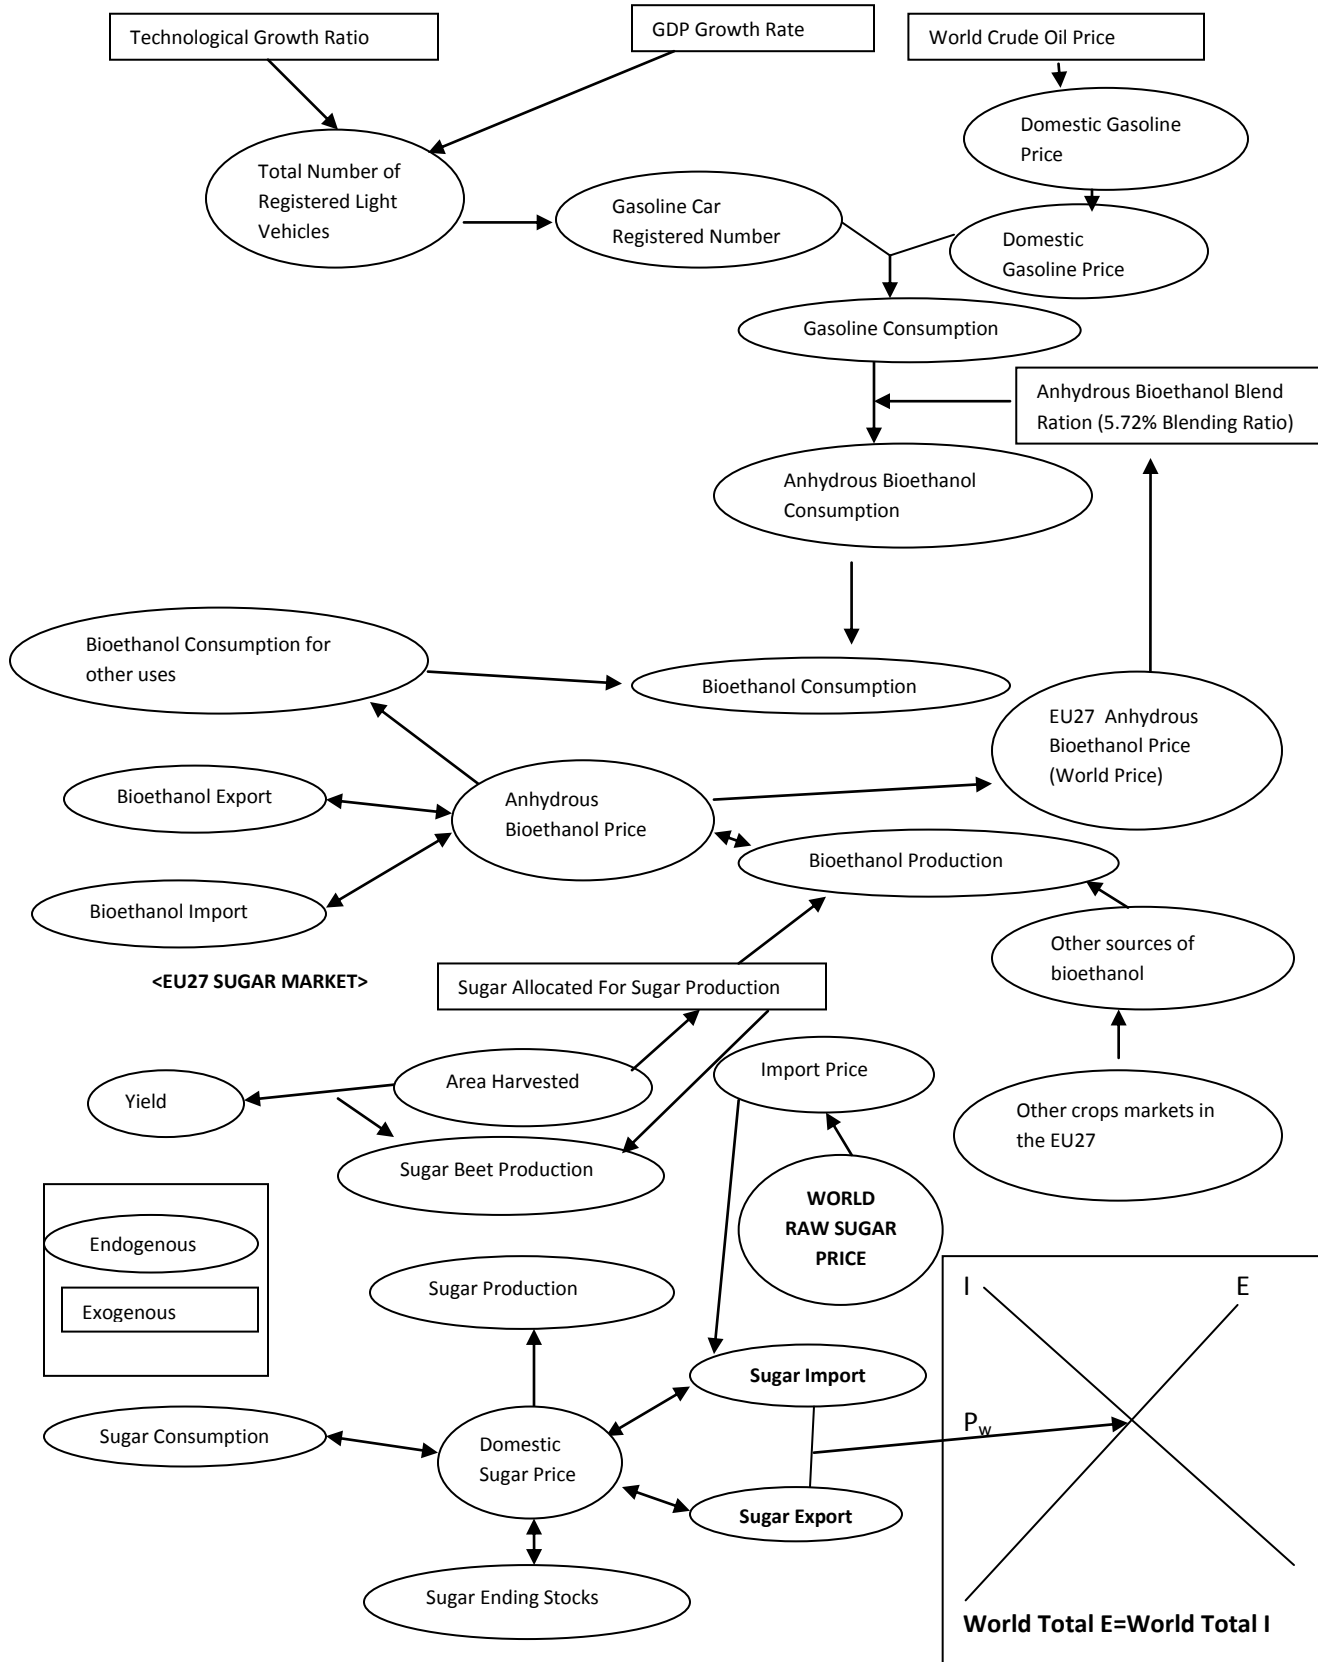 Technological Growth Ratio
GDP Growth Rate
World Crude Oil Price
Domestic Gasoline
Price
Total Number of
Registered Light
Vehicles
Gasoline Car
Registered Number
Domestic
Gasoline Price
Gasoline Consumption
Anhydrous Bioethanol Blend
Ration (5.72% Blending Ratio)
Anhydrous Bioethanol
Consumption
Bioethanol Consumption for
other uses
Bioethanol Consumption
EU27 Anhydrous
Bioethanol Price
(World Price)
Bioethanol Export
Anhydrous
Bioethanol Price
Bioethanol Production
Bioethanol Import
Other sources of
bioethanol
<EU27 SUGAR MARKET>
Sugar Allocated For Sugar Production
Area Harvested
Import Price
Yield
Other crops markets in
the EU27
Sugar Beet Production
WORLD
RAW SUGAR
PRICE
Endogenous
Exogenous
Sugar Production
I
E
Sugar Import
Sugar Consumption
Domestic
Sugar Price
Pw
Sugar Export
Sugar Ending Stocks
World Total E=World Total I